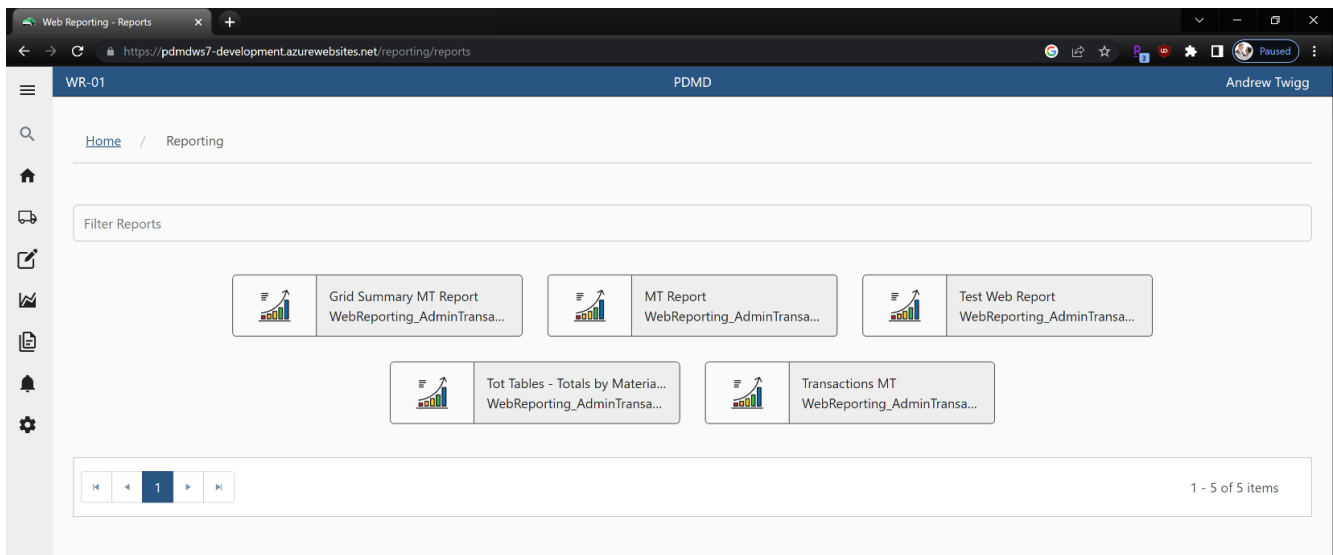 Web Reporting - Reports
https://pdmdws7-development.azurewebsites.net/reporting/reports
3
Paused
WR-01
PDMD
Andrew Twigg
Home / Reporting
Filter Reports
Grid Summary MT Report
WebReporting_AdminTransa...
MT Report
WebReporting_AdminTransa...
Test Web Report
WebReporting_AdminTransa...
Tot Tables - Totals by Materia...
WebReporting_AdminTransa...
Transactions MT
WebReporting_AdminTransa...
1
1 - 5 of 5 items